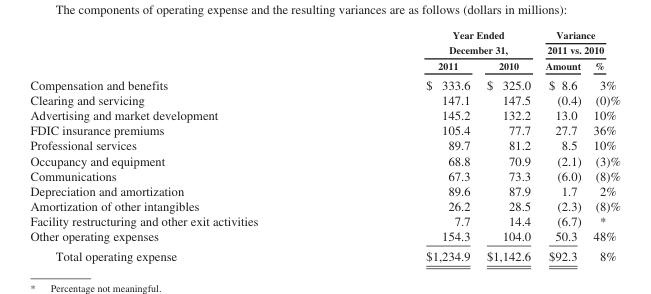 The components of operating expense and the resulting variances are as follows (dollars in millions):
Year Ended Variance
December 31, 2011 vs. 2010
2011 2010 Amount %
Compensation and benefits $ 333.6 $ 325.0 $ 8.6 3%
Clearing and servicing 147.1 147.5 (0.4) (0)%
Advertising and market development 145.2 132.2 13.0 10%
FDIC insurance premiums 105.4 77.7 27.7 36%
Professional services 89.7 81.2 8.5 10%
Occupancy and equipment 68.8 70.9 (2.1) (3)%
Communications 67.3 73.3 (6.0) (8)%
Depreciation and amortization 89.6 87.9 1.7 2%
Amortization of other intangibles 26.2 28.5 (2.3) (8)%
Facility restructuring and other exit activities 7.7 14.4 (6.7) *
Other operating expenses 154.3 104.0 50.3 48%
Total operating expense $1,234.9 $1,142.6 $92.3 8%
* Percentage not meaningful.